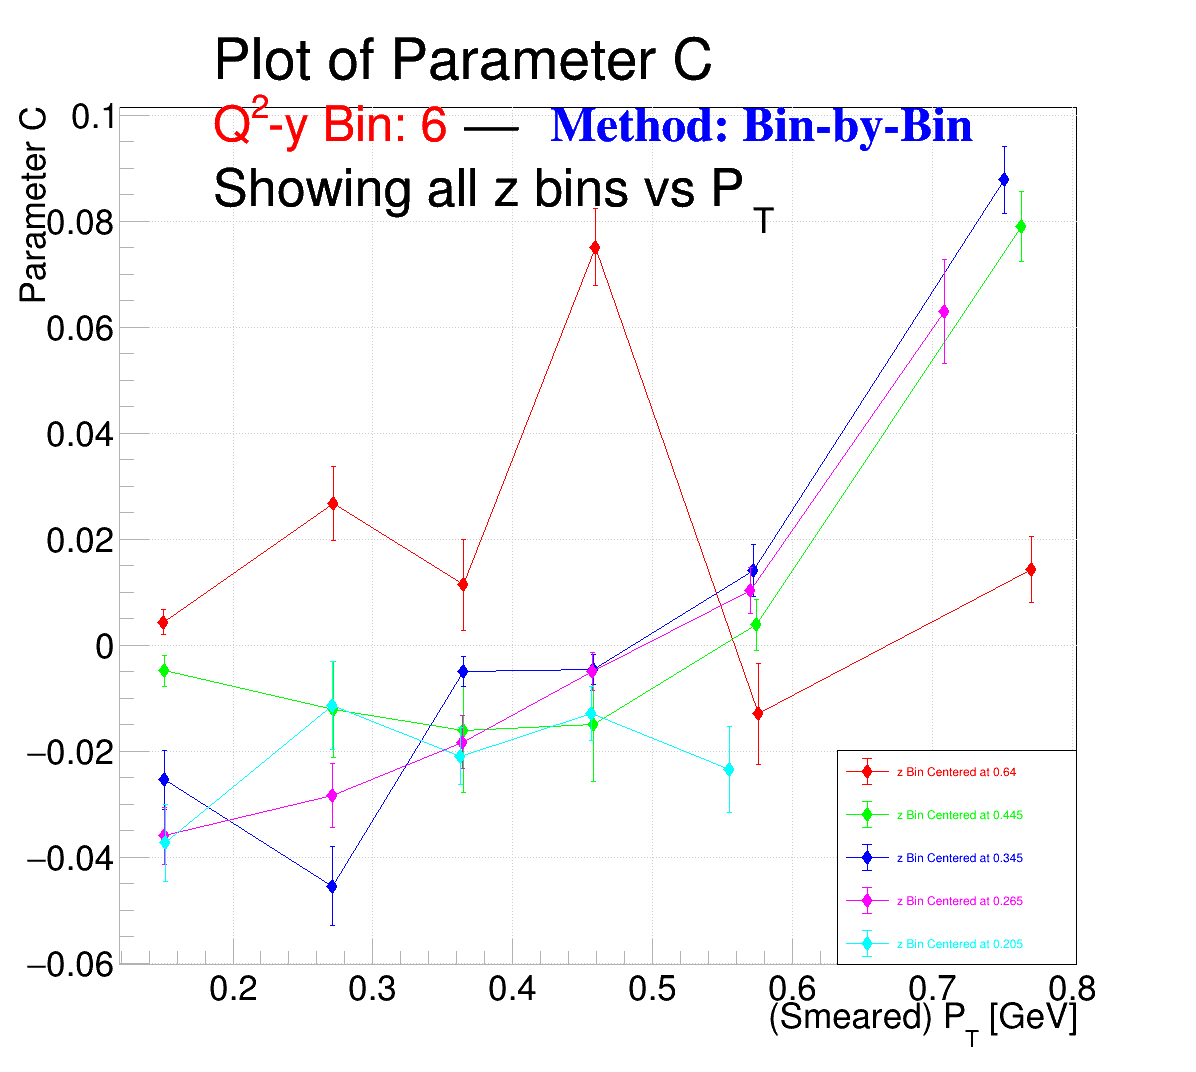 Plot of Parameter C
Q²-y Bin: 6 — Method: Bin-by-Bin
Showing all z bins vs P_T
Parameter C
0.1
0.08
0.06
0.04
0.02
0
−0.02
−0.04
−0.06
z Bin Centered at 0.64
z Bin Centered at 0.445
z Bin Centered at 0.345
z Bin Centered at 0.265
z Bin Centered at 0.205
0.2 0.3 0.4 0.5 0.6 0.7 0.8
(Smeared) P_T [GeV]